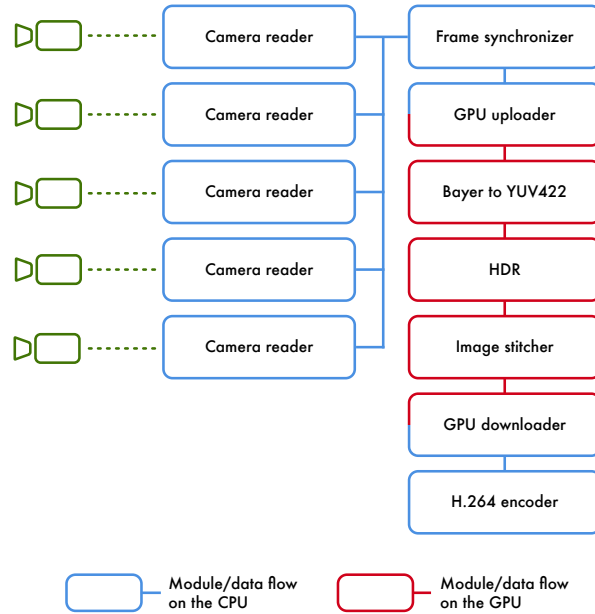 Camera reader
Camera reader
Camera reader
Camera reader
Camera reader
Frame synchronizer
GPU uploader
Bayer to YUV422
HDR
Image stitcher
GPU downloader
H.264 encoder
Module/data flow
on the CPU
Module/data flow
on the GPU